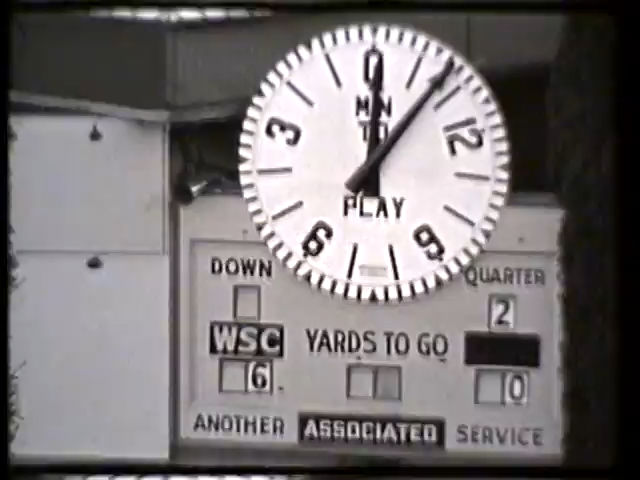 0
MIN
TO
PLAY
3
12
6
9
DOWN
QUARTER
2
WSC
YARDS TO GO
6
0
ANOTHER ASSOCIATED SERVICE